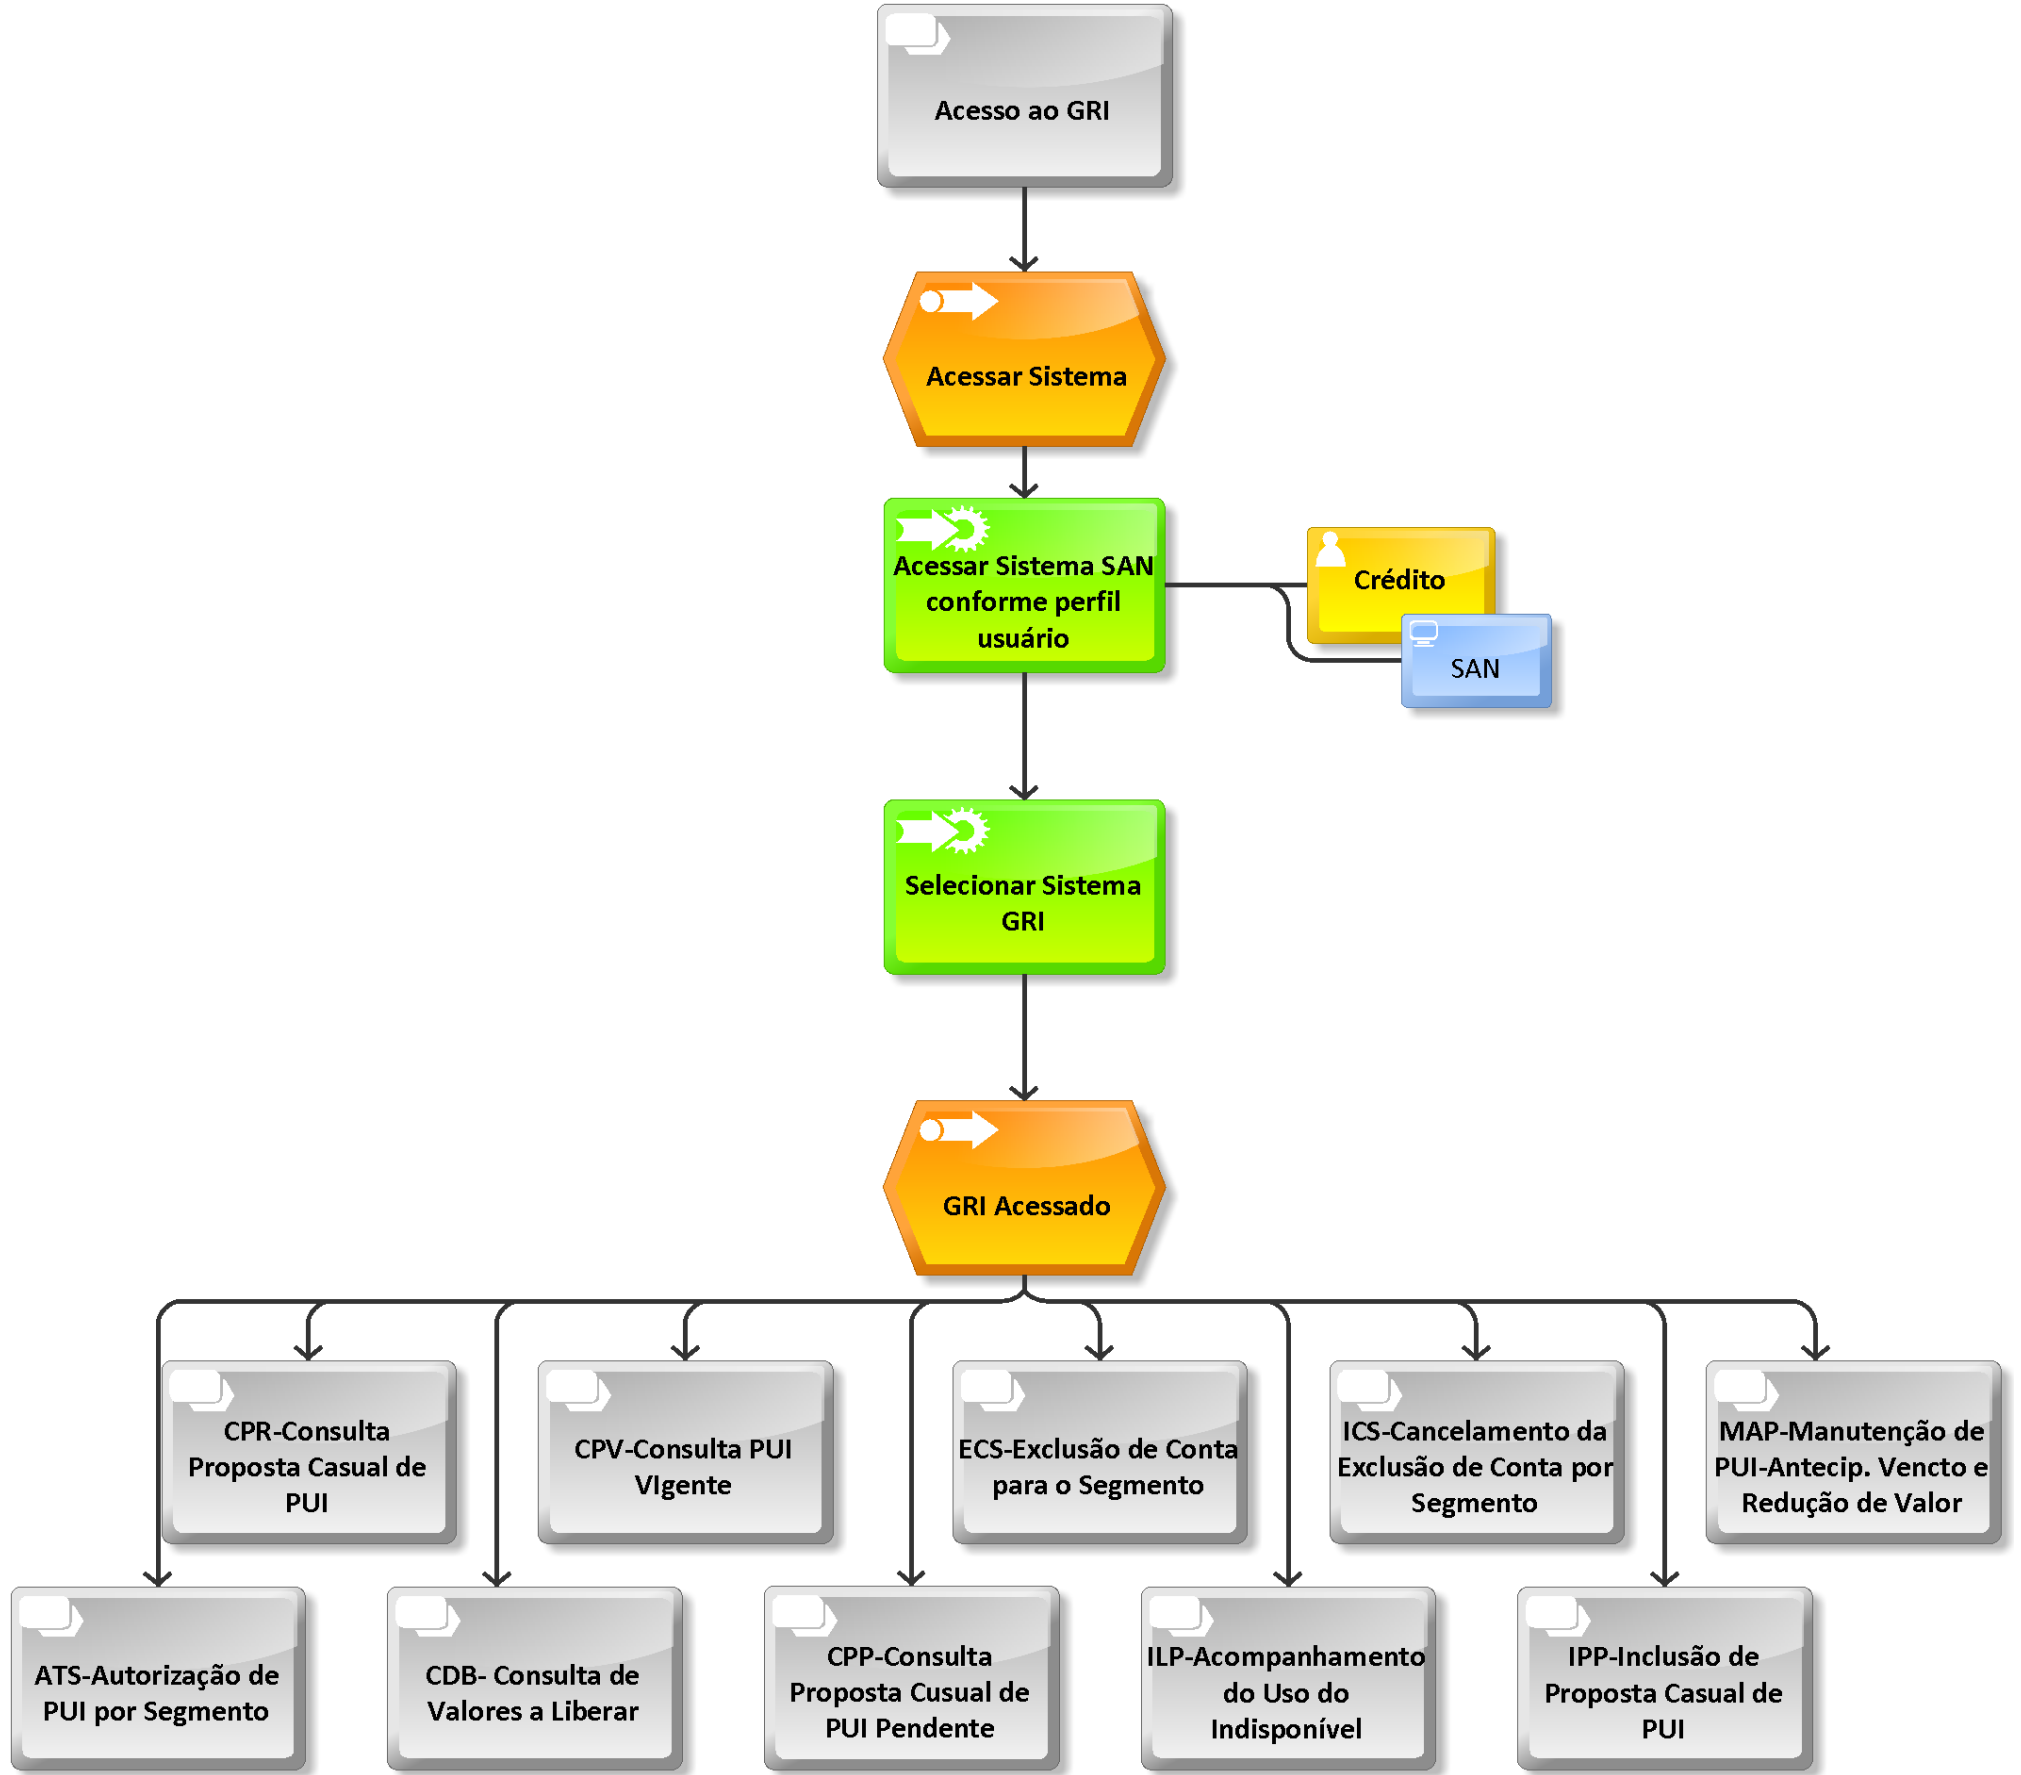 Acesso ao GRI
Acessar Sistema
Acessar Sistema SAN
conforme perfil
usuário
Crédito
SAN
Selecionar Sistema
GRI
GRI Acessado
CPR-Consulta
Proposta Casual de
PUI
CPV-Consulta PUI
VIgente
ECS-Exclusão de Conta
para o Segmento
ICS-Cancelamento da
Exclusão de Conta por
Segmento
MAP-Manutenção de
PUI-Antecip. Vencto e
Redução de Valor
ATS-Autorização de
PUI por Segmento
CDB- Consulta de
Valores a Liberar
CPP-Consulta
Proposta Cusual de
PUI Pendente
ILP-Acompanhamento
do Uso do
Indisponível
IPP-Inclusão de
Proposta Casual de
PUI